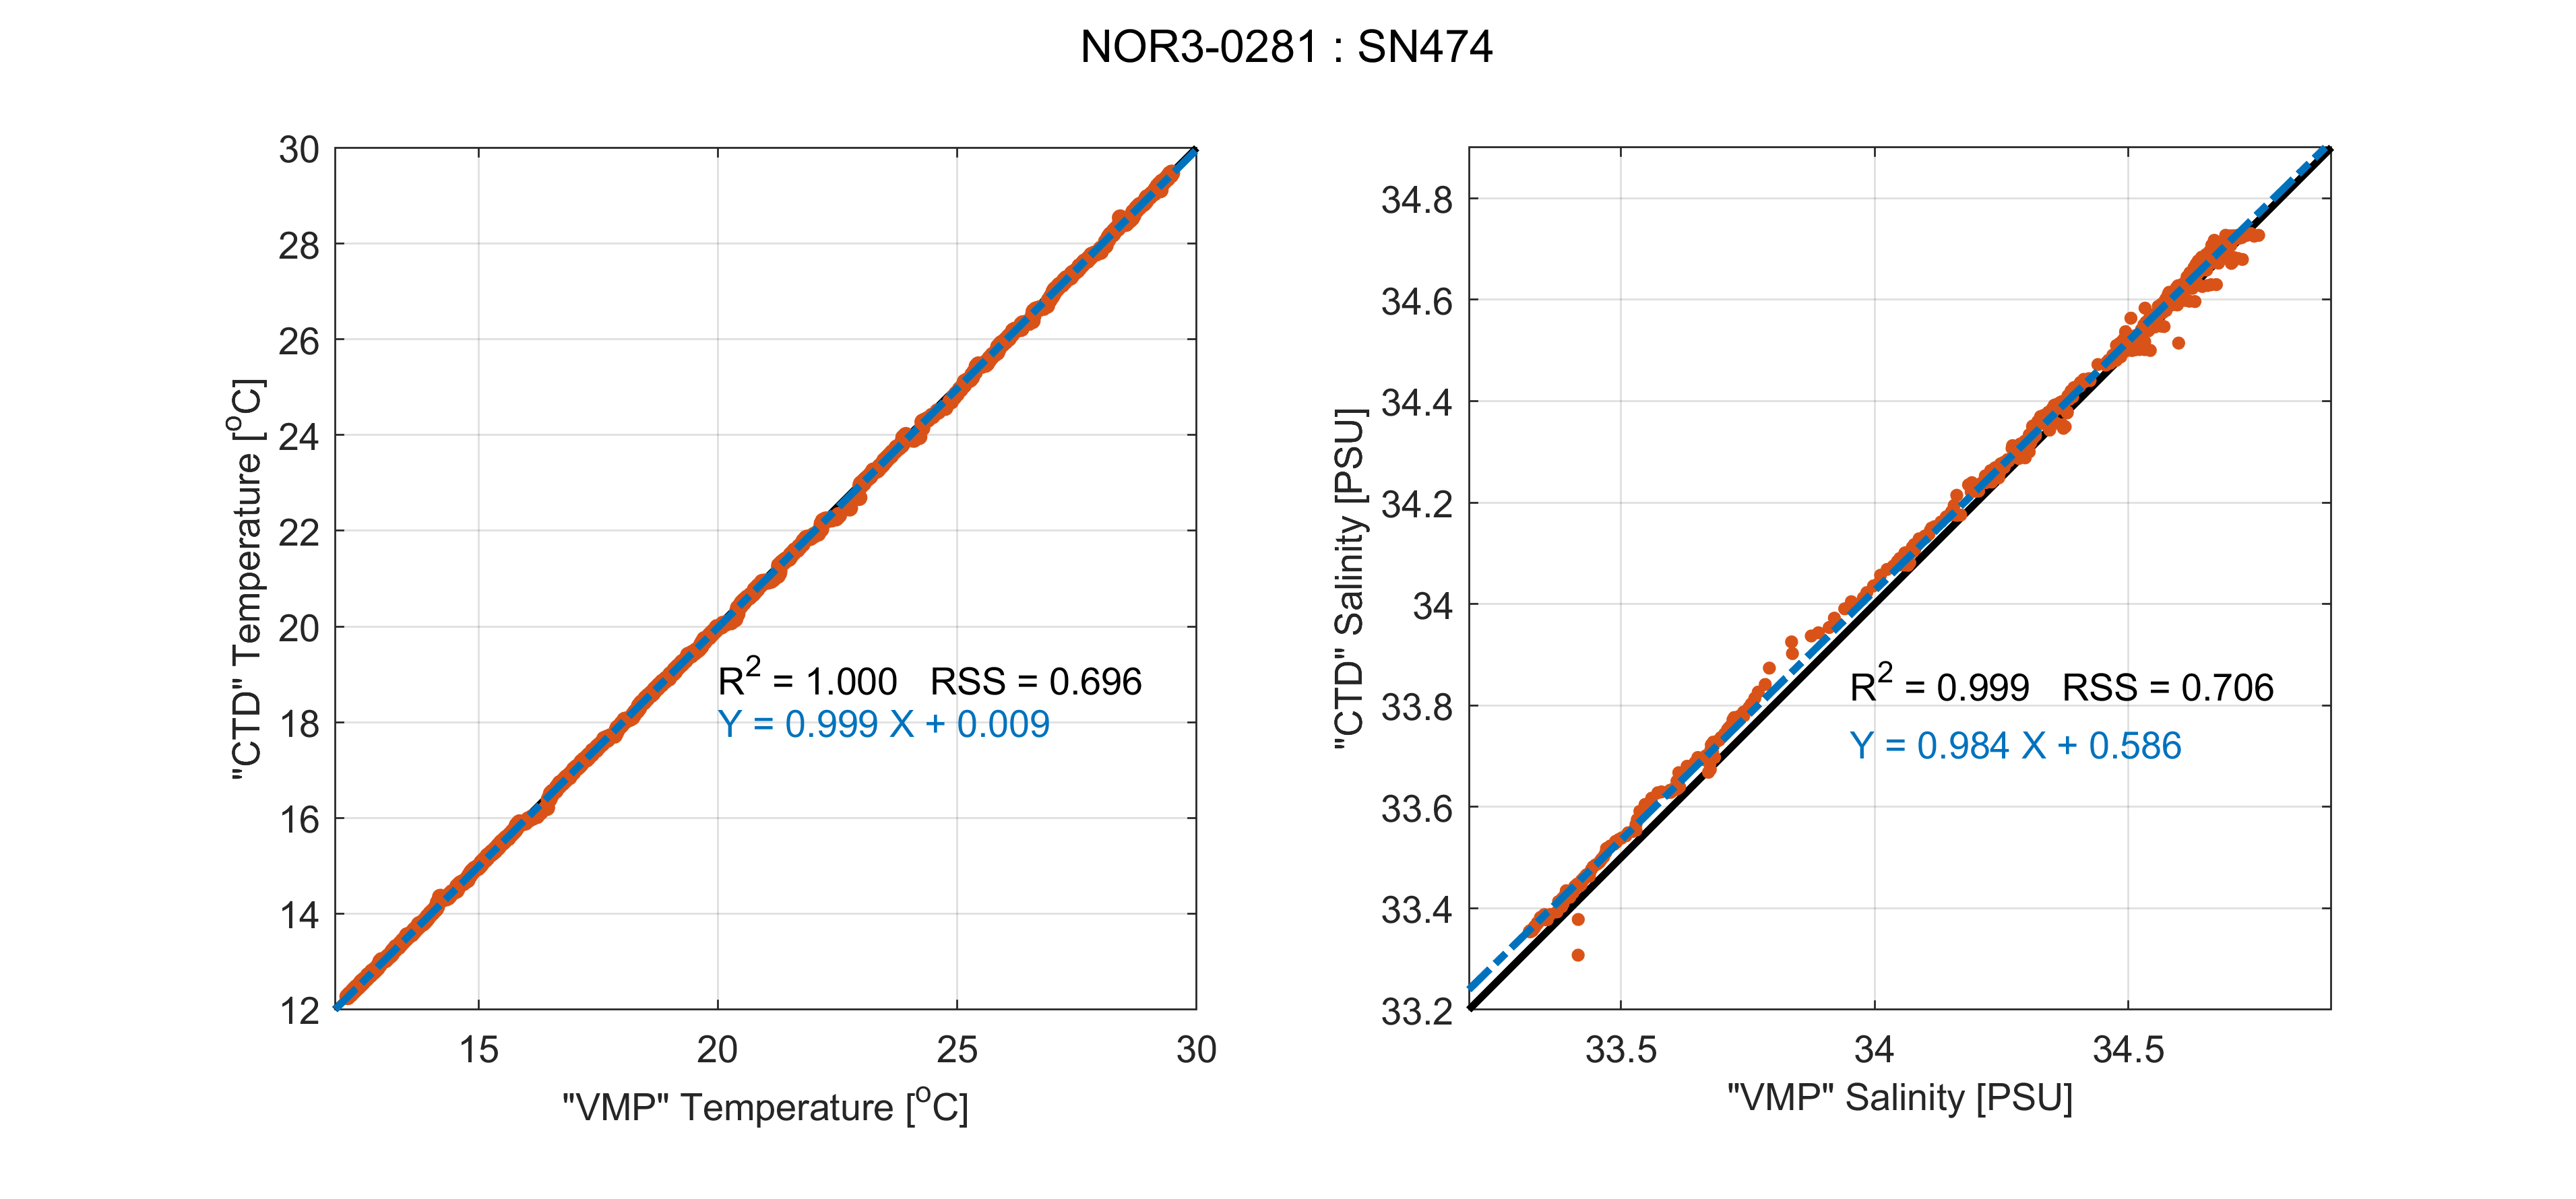 NOR3-0281 : SN474
30
28
26
24
22
20
18
16
14
12
"CTD" Temperature [°C]
R² = 1.000 RSS = 0.696
Y = 0.999 X + 0.009
15 20 25 30
"VMP" Temperature [°C]
34.8
34.6
34.4
34.2
34
33.8
33.6
33.4
33.2
"CTD" Salinity [PSU]
R² = 0.999 RSS = 0.706
Y = 0.984 X + 0.586
33.5 34 34.5
"VMP" Salinity [PSU]